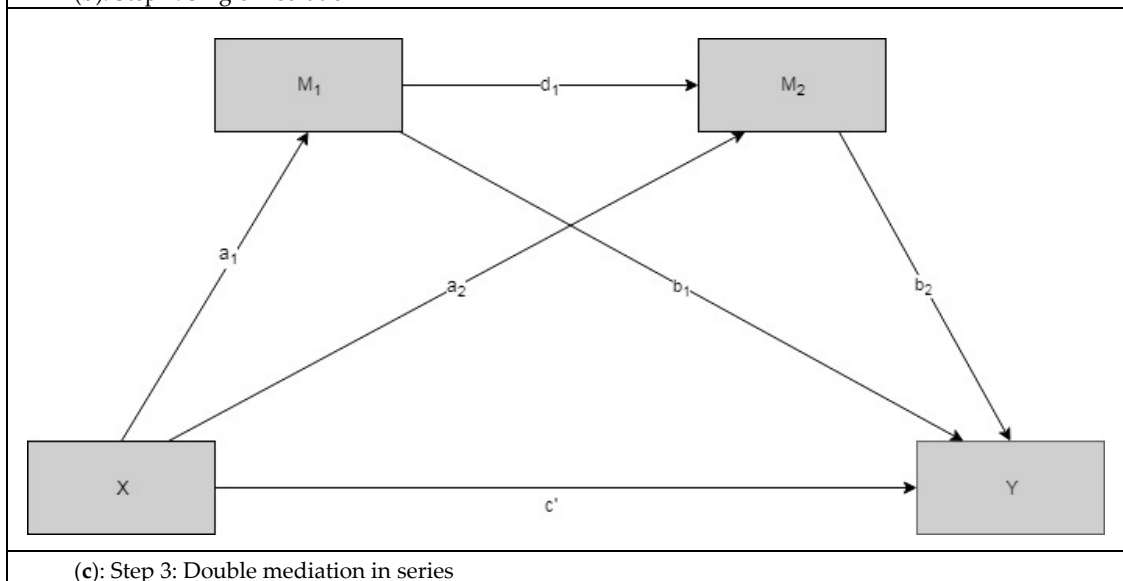 M₁
d₁
M₂
a₁
a₂
b₁
b₂
X
c'
Y
(c): Step 3: Double mediation in series